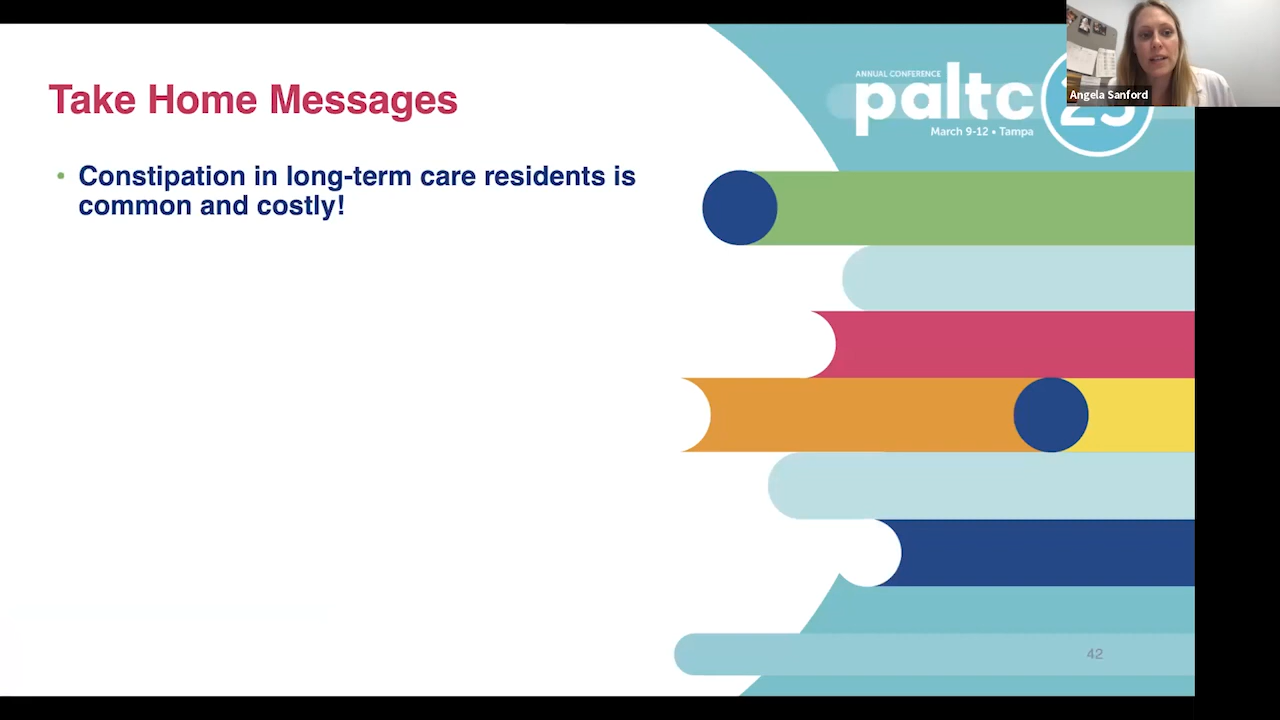 Take Home Messages
• Constipation in long-term care residents is
common and costly!
ANNUAL CONFERENCE
paltc
March 9-12 • Tampa
Angela Sanford
42